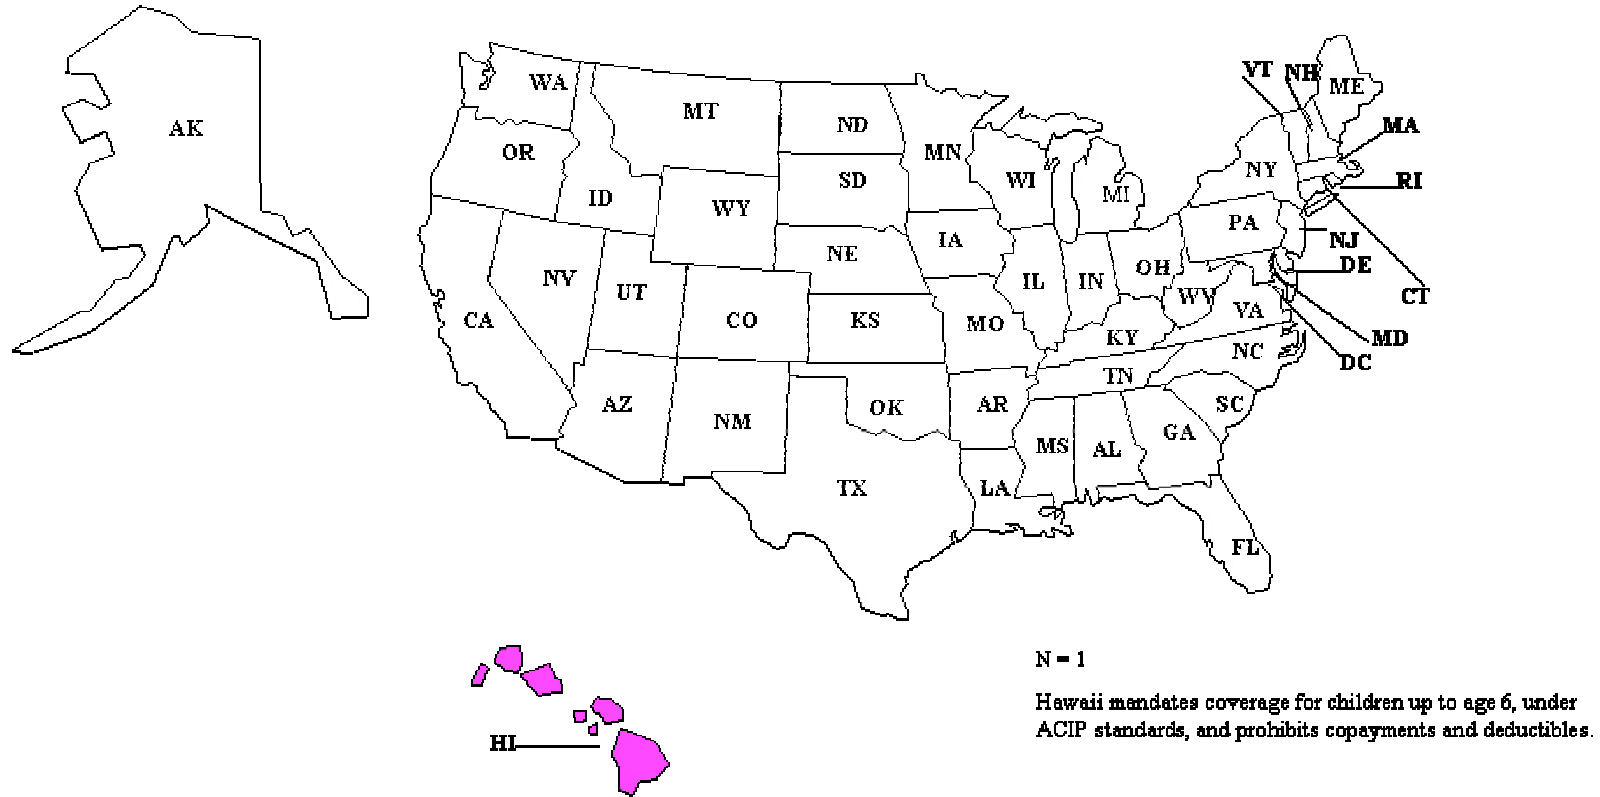 VT NH
WA
ME
MT
AK
ND
MA
OR
MN
NY
WI
SD
RI
MI
ID
WY
PA
IA
NJ
NE
DE
OH
NV
IL
IN
UT
WV
CT
VA
CA
CO
KS
MO
KY
MD
NC
DC
TN
AZ
OK
AR
SC
NM
GA
MS
AL
TX
LA
FL
N = 1
Hawaii mandates coverage for children up to age 6, under
ACIP standards, and prohibits copayments and deductibles.
HI